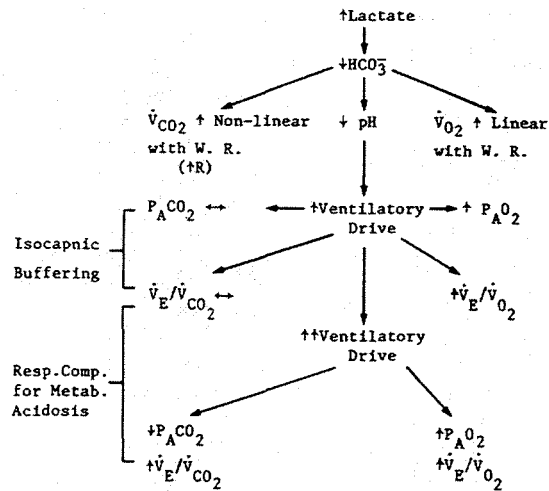 ↑Lactate
↓HCO₃⁻
V̇CO₂ ↑ Non-linear
with W. R.
(↑R)
↓ pH
V̇O₂ ↑ Linear
with W. R.
Isocapnic
Buffering
PACO₂ ↔
↑Ventilatory
Drive
↑ PAO₂
V̇E/V̇CO₂ ↔
↑V̇E/V̇O₂
Resp.Comp.
for Metab.
Acidosis
↑↑Ventilatory
Drive
↓PACO₂
↑V̇E/V̇CO₂
↑PAO₂
↑V̇E/V̇O₂